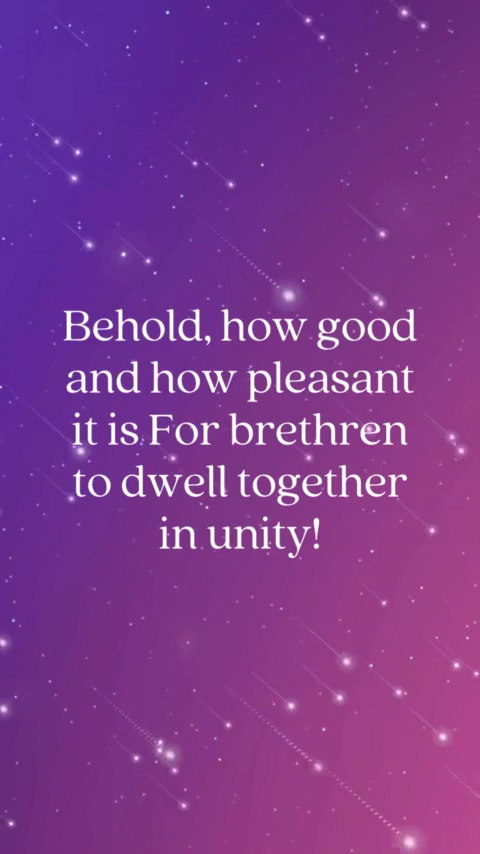 Behold, how good
and how pleasant
it is For brethren
to dwell together
in unity!